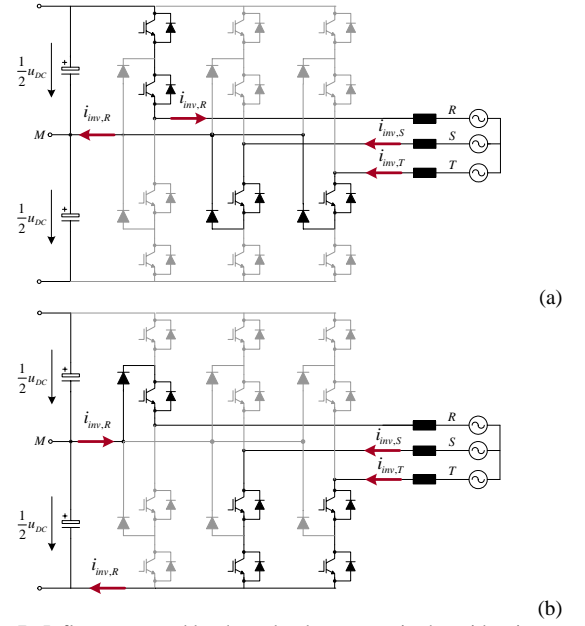 1/2 u_DC
i_inv,R
R
i_inv,R
i_inv,S
M
S
i_inv,T
T
1/2 u_DC
(a)
1/2 u_DC
i_inv,R
R
i_inv,S
M
S
i_inv,T
T
1/2 u_DC
i_inv,R
(b)